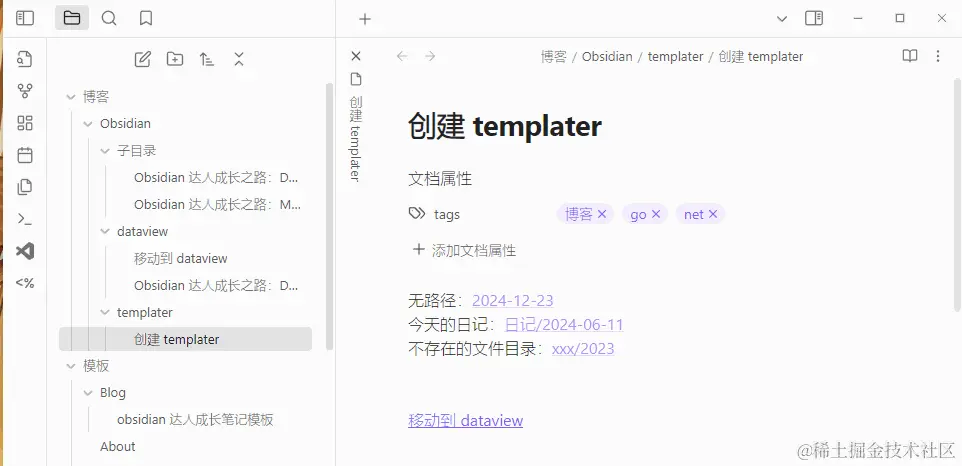 博客 / Obsidian / templater / 创建 templater
博客
Obsidian
子目录
Obsidian 达人成长之路：D...
Obsidian 达人成长之路：M...
dataview
移动到 dataview
Obsidian 达人成长之路：D...
templater
创建 templater
模板
Blog
obsidian 达人成长笔记模板
About
<%
创建 templater
创建 templater
文档属性
tags 博客 × go × net ×
添加文档属性
无路径：2024-12-23
今天的日记：日记/2024-06-11
不存在的文件目录：xxx/2023
移动到 dataview
@稀土掘金技术社区